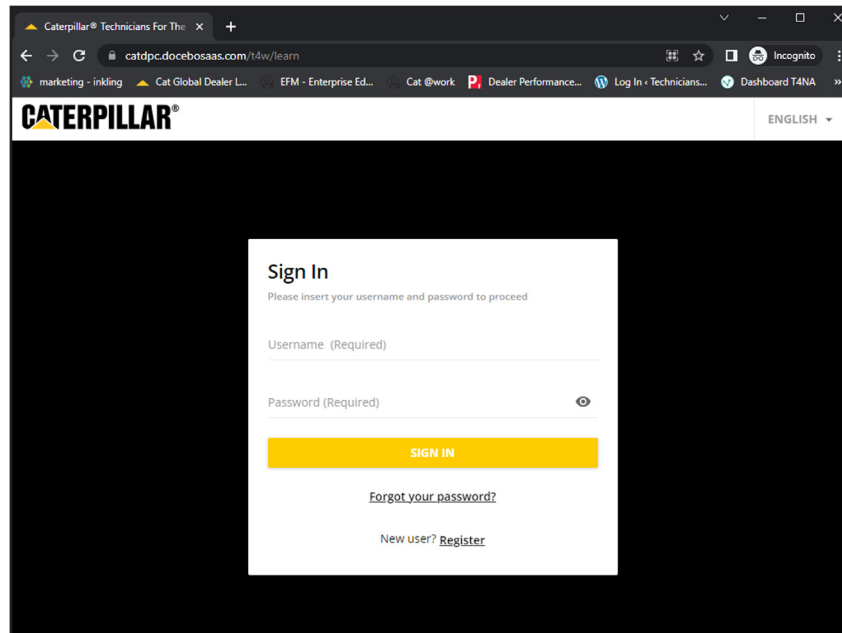 Caterpillar® Technicians For The
catdpc.docebosaas.com/t4w/learn
Incognito
marketing - inkling
Cat Global Dealer L...
EFM - Enterprise Ed...
Cat @work
Dealer Performance...
Log In ‹ Technicians...
Dashboard T4NA
»
CATERPILLAR®
ENGLISH
Sign In
Please insert your username and password to proceed
Username (Required)
Password (Required)
SIGN IN
Forgot your password?
New user? Register